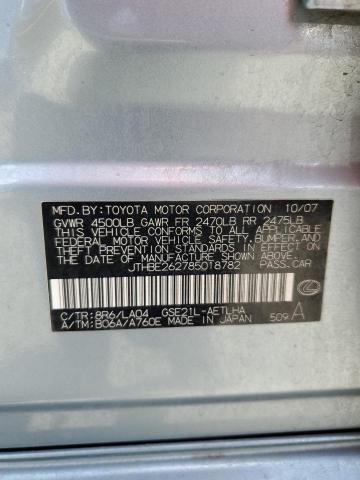 MFD.BY:TOYOTA MOTOR CORPORATION 10/07
GVWR 4500LB GAWR FR 2470LB RR 2475LB
THIS VEHICLE CONFORMS TO ALL APPLICABLE
FEDERAL MOTOR VEHICLE SAFETY,BUMPER,AND
THEFT PREVENTION STANDARDS IN EFFECT ON
THE DATE OF MANUFACTURE SHOWN ABOVE.
JTHBE262785018782 PASS.CAR
C/TR:8R6/LA04 GSE21L-AETLHA
A/TM:B06A/A760E MADE IN JAPAN 509 A